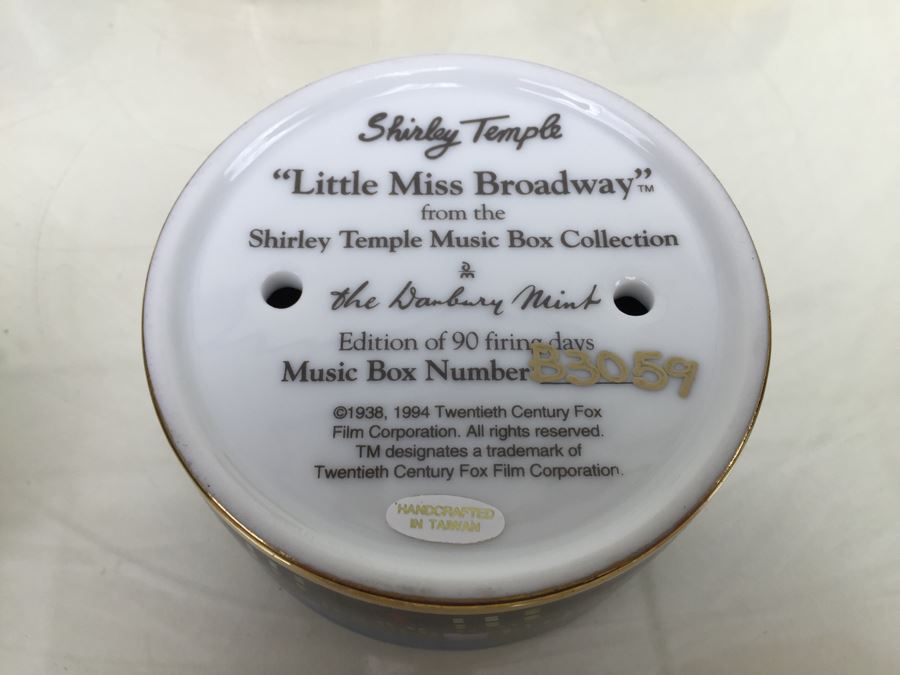 Shirley Temple
“Little Miss Broadway”™
from the
Shirley Temple Music Box Collection
DM
the Danbury Mint
Edition of 90 firing days
Music Box Number B3059
©1938, 1994 Twentieth Century Fox
Film Corporation. All rights reserved.
TM designates a trademark of
Twentieth Century Fox Film Corporation.
HANDCRAFTED
IN TAIWAN